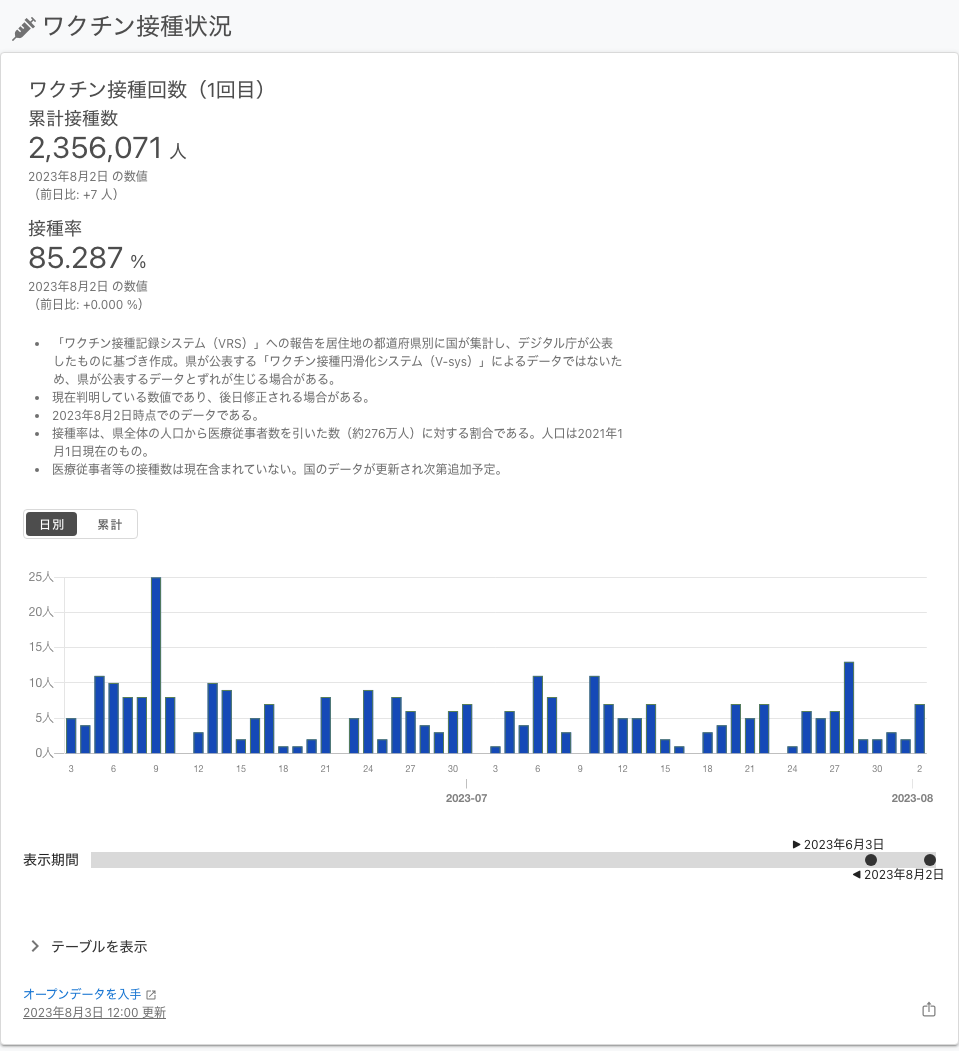 ワクチン接種状況
ワクチン接種回数（1回目）
累計接種数
2,356,071 人
2023年8月2日 の数値
（前日比: +7 人）
接種率
85.287 %
2023年8月2日 の数値
（前日比: +0.000 %）
• 「ワクチン接種記録システム（VRS）」への報告を居住地の都道府県別に国が集計し、デジタル庁が公表
したものに基づき作成。県が公表する「ワクチン接種円滑化システム（V-sys）」によるデータではないた
め、県が公表するデータとずれが生じる場合がある。
• 現在判明している数値であり、後日修正される場合がある。
• 2023年8月2日時点でのデータである。
• 接種率は、県全体の人口から医療従事者数を引いた数（約276万人）に対する割合である。人口は2021年1
月1日現在のもの。
• 医療従事者等の接種数は現在含まれていない。国のデータが更新され次第追加予定。
日別 累計
25人
20人
15人
10人
5人
0人
3 6 9 12 15 18 21 24 27 30 3 6 9 12 15 18 21 24 27 30 2
2023-07 2023-08
▶ 2023年6月3日
表示期間
◀ 2023年8月2日
テーブルを表示
オープンデータを入手
2023年8月3日 12:00 更新